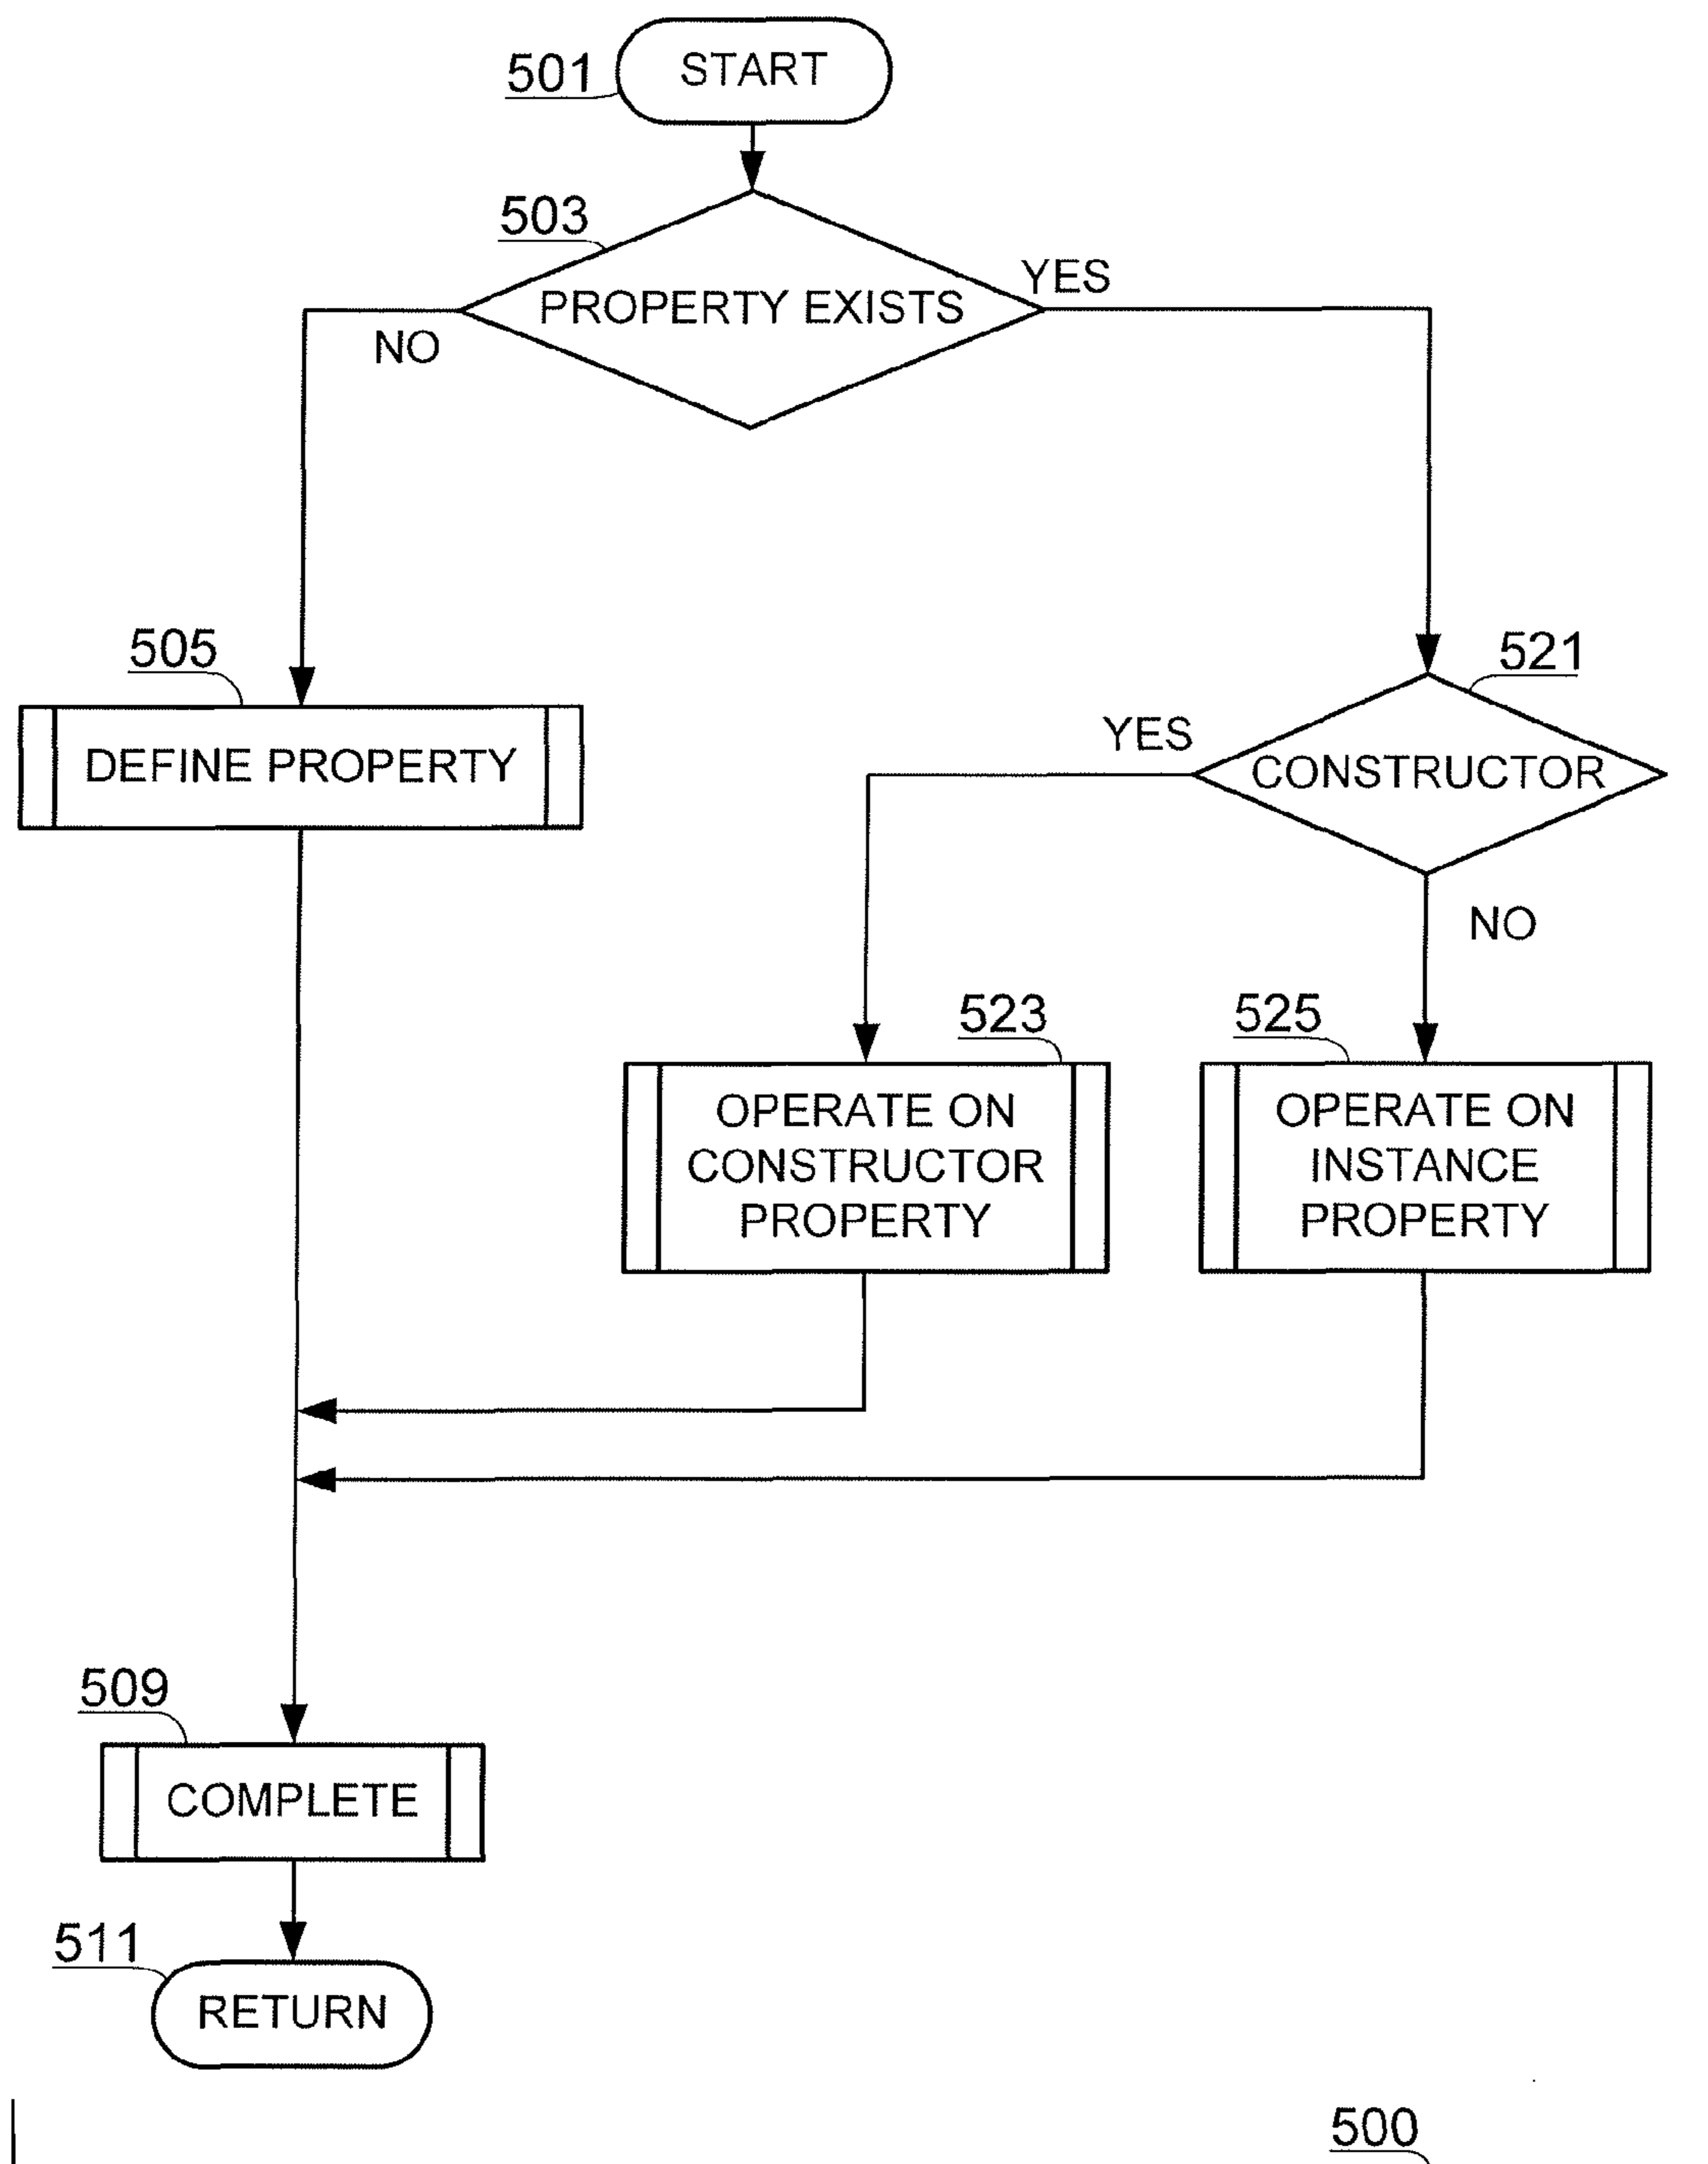 501
START
503
PROPERTY EXISTS
YES
NO
505
DEFINE PROPERTY
521
CONSTRUCTOR
YES
NO
523
OPERATE ON
CONSTRUCTOR
PROPERTY
525
OPERATE ON
INSTANCE
PROPERTY
509
COMPLETE
511
RETURN
500